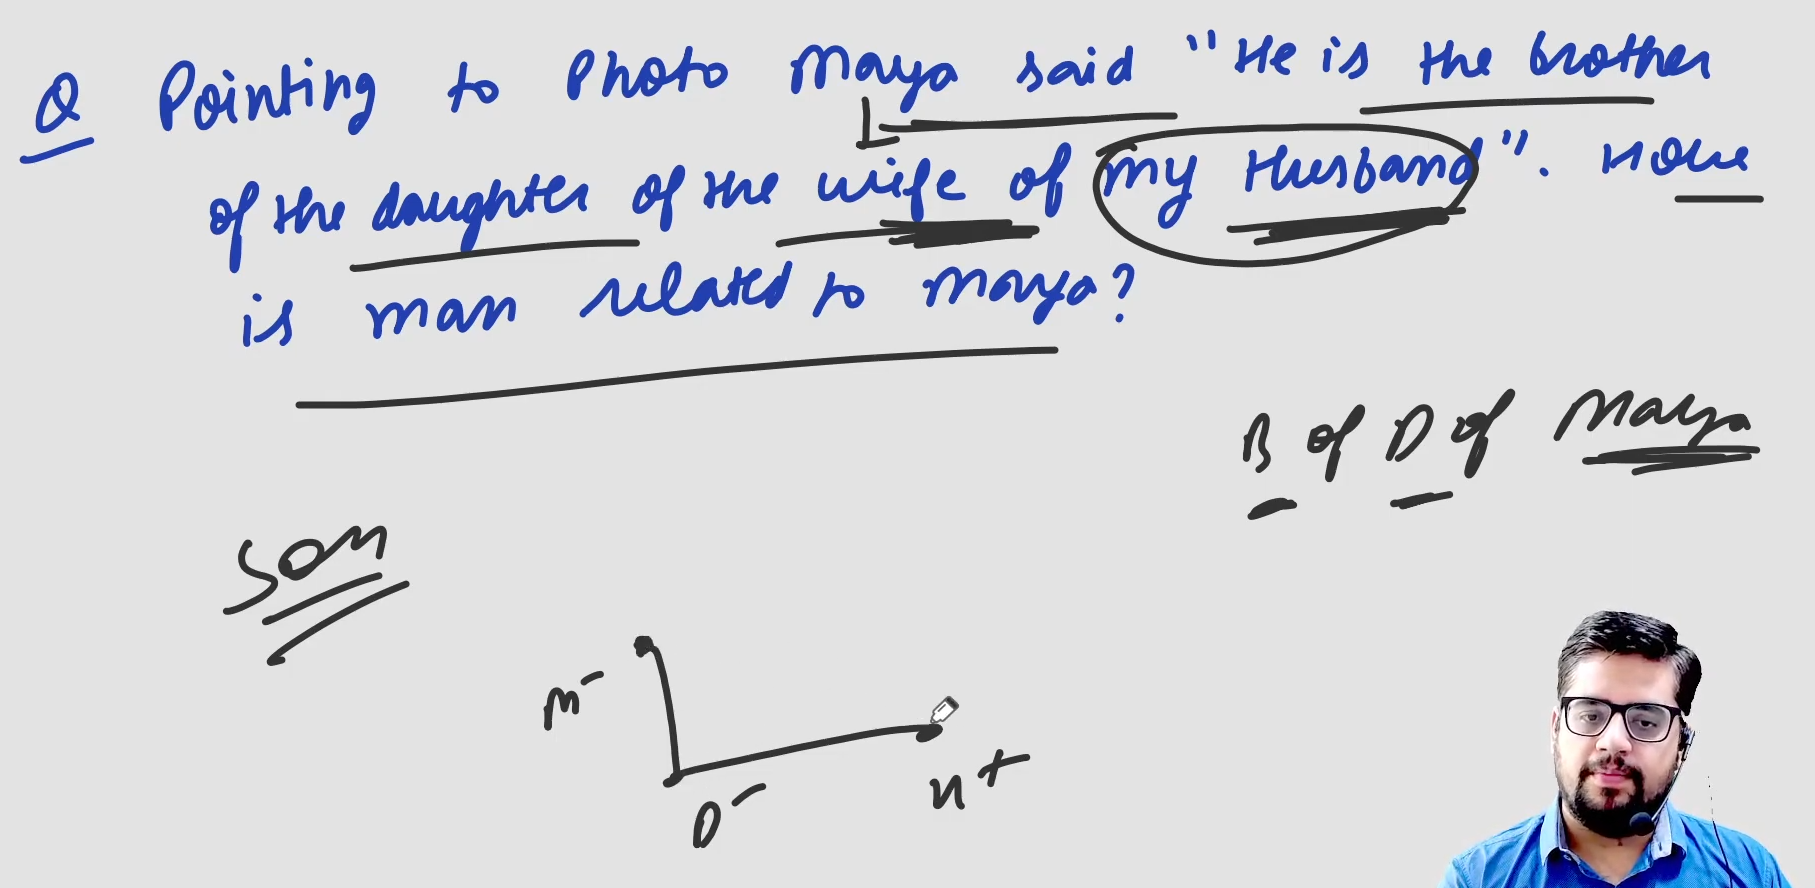 Q Pointing to Photo Maya said "He is the brother
of the daughter of the wife of my Husband". How
is man related to Maya?
B of D of Maya
Son
M-
D-